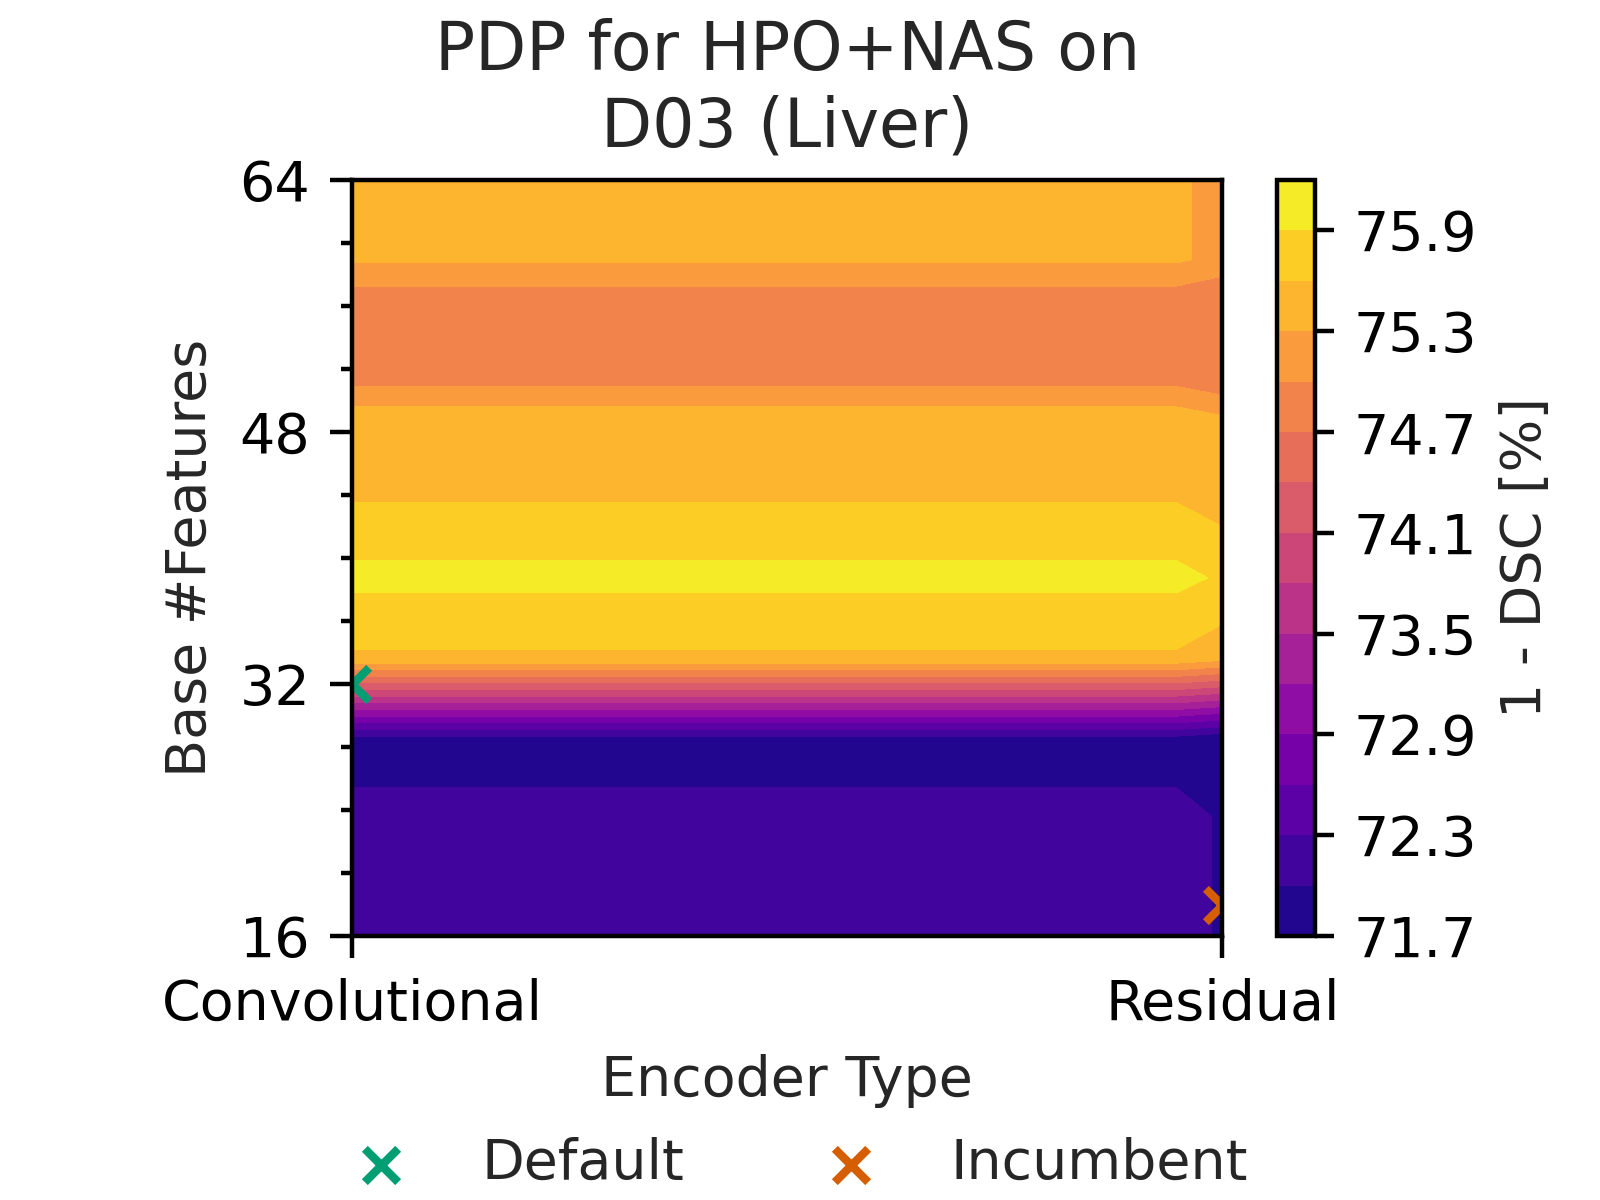 PDP for HPO+NAS on
D03 (Liver)
64
48
32
16
Base #Features
Convolutional
Residual
Encoder Type
75.9
75.3
74.7
74.1
73.5
72.9
72.3
71.7
1 - DSC [%]
Default
Incumbent